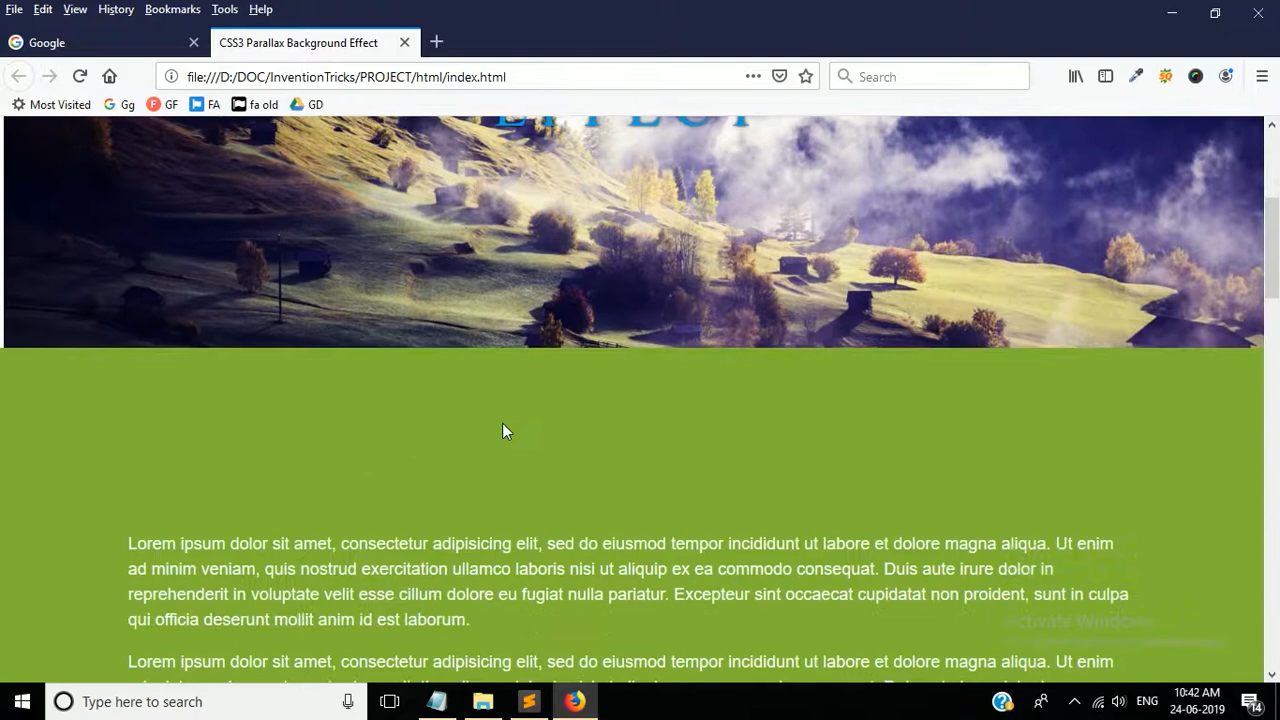 File Edit View History Bookmarks Tools Help
Google
CSS3 Parallax Background Effect
file:///D:/DOC/InventionTricks/PROJECT/html/index.html
Search
Most Visited Gg GF FA fa old GD
EFFECT
Lorem ipsum dolor sit amet, consectetur adipisicing elit, sed do eiusmod tempor incididunt ut labore et dolore magna aliqua. Ut enim
ad minim veniam, quis nostrud exercitation ullamco laboris nisi ut aliquip ex ea commodo consequat. Duis aute irure dolor in
reprehenderit in voluptate velit esse cillum dolore eu fugiat nulla pariatur. Excepteur sint occaecat cupidatat non proident, sunt in culpa
qui officia deserunt mollit anim id est laborum.
Activate Windows
Lorem ipsum dolor sit amet, consectetur adipisicing elit, sed do eiusmod tempor incididunt ut labore et dolore magna aliqua. Ut enim
Type here to search
ENG
10:42 AM
24-06-2019
14